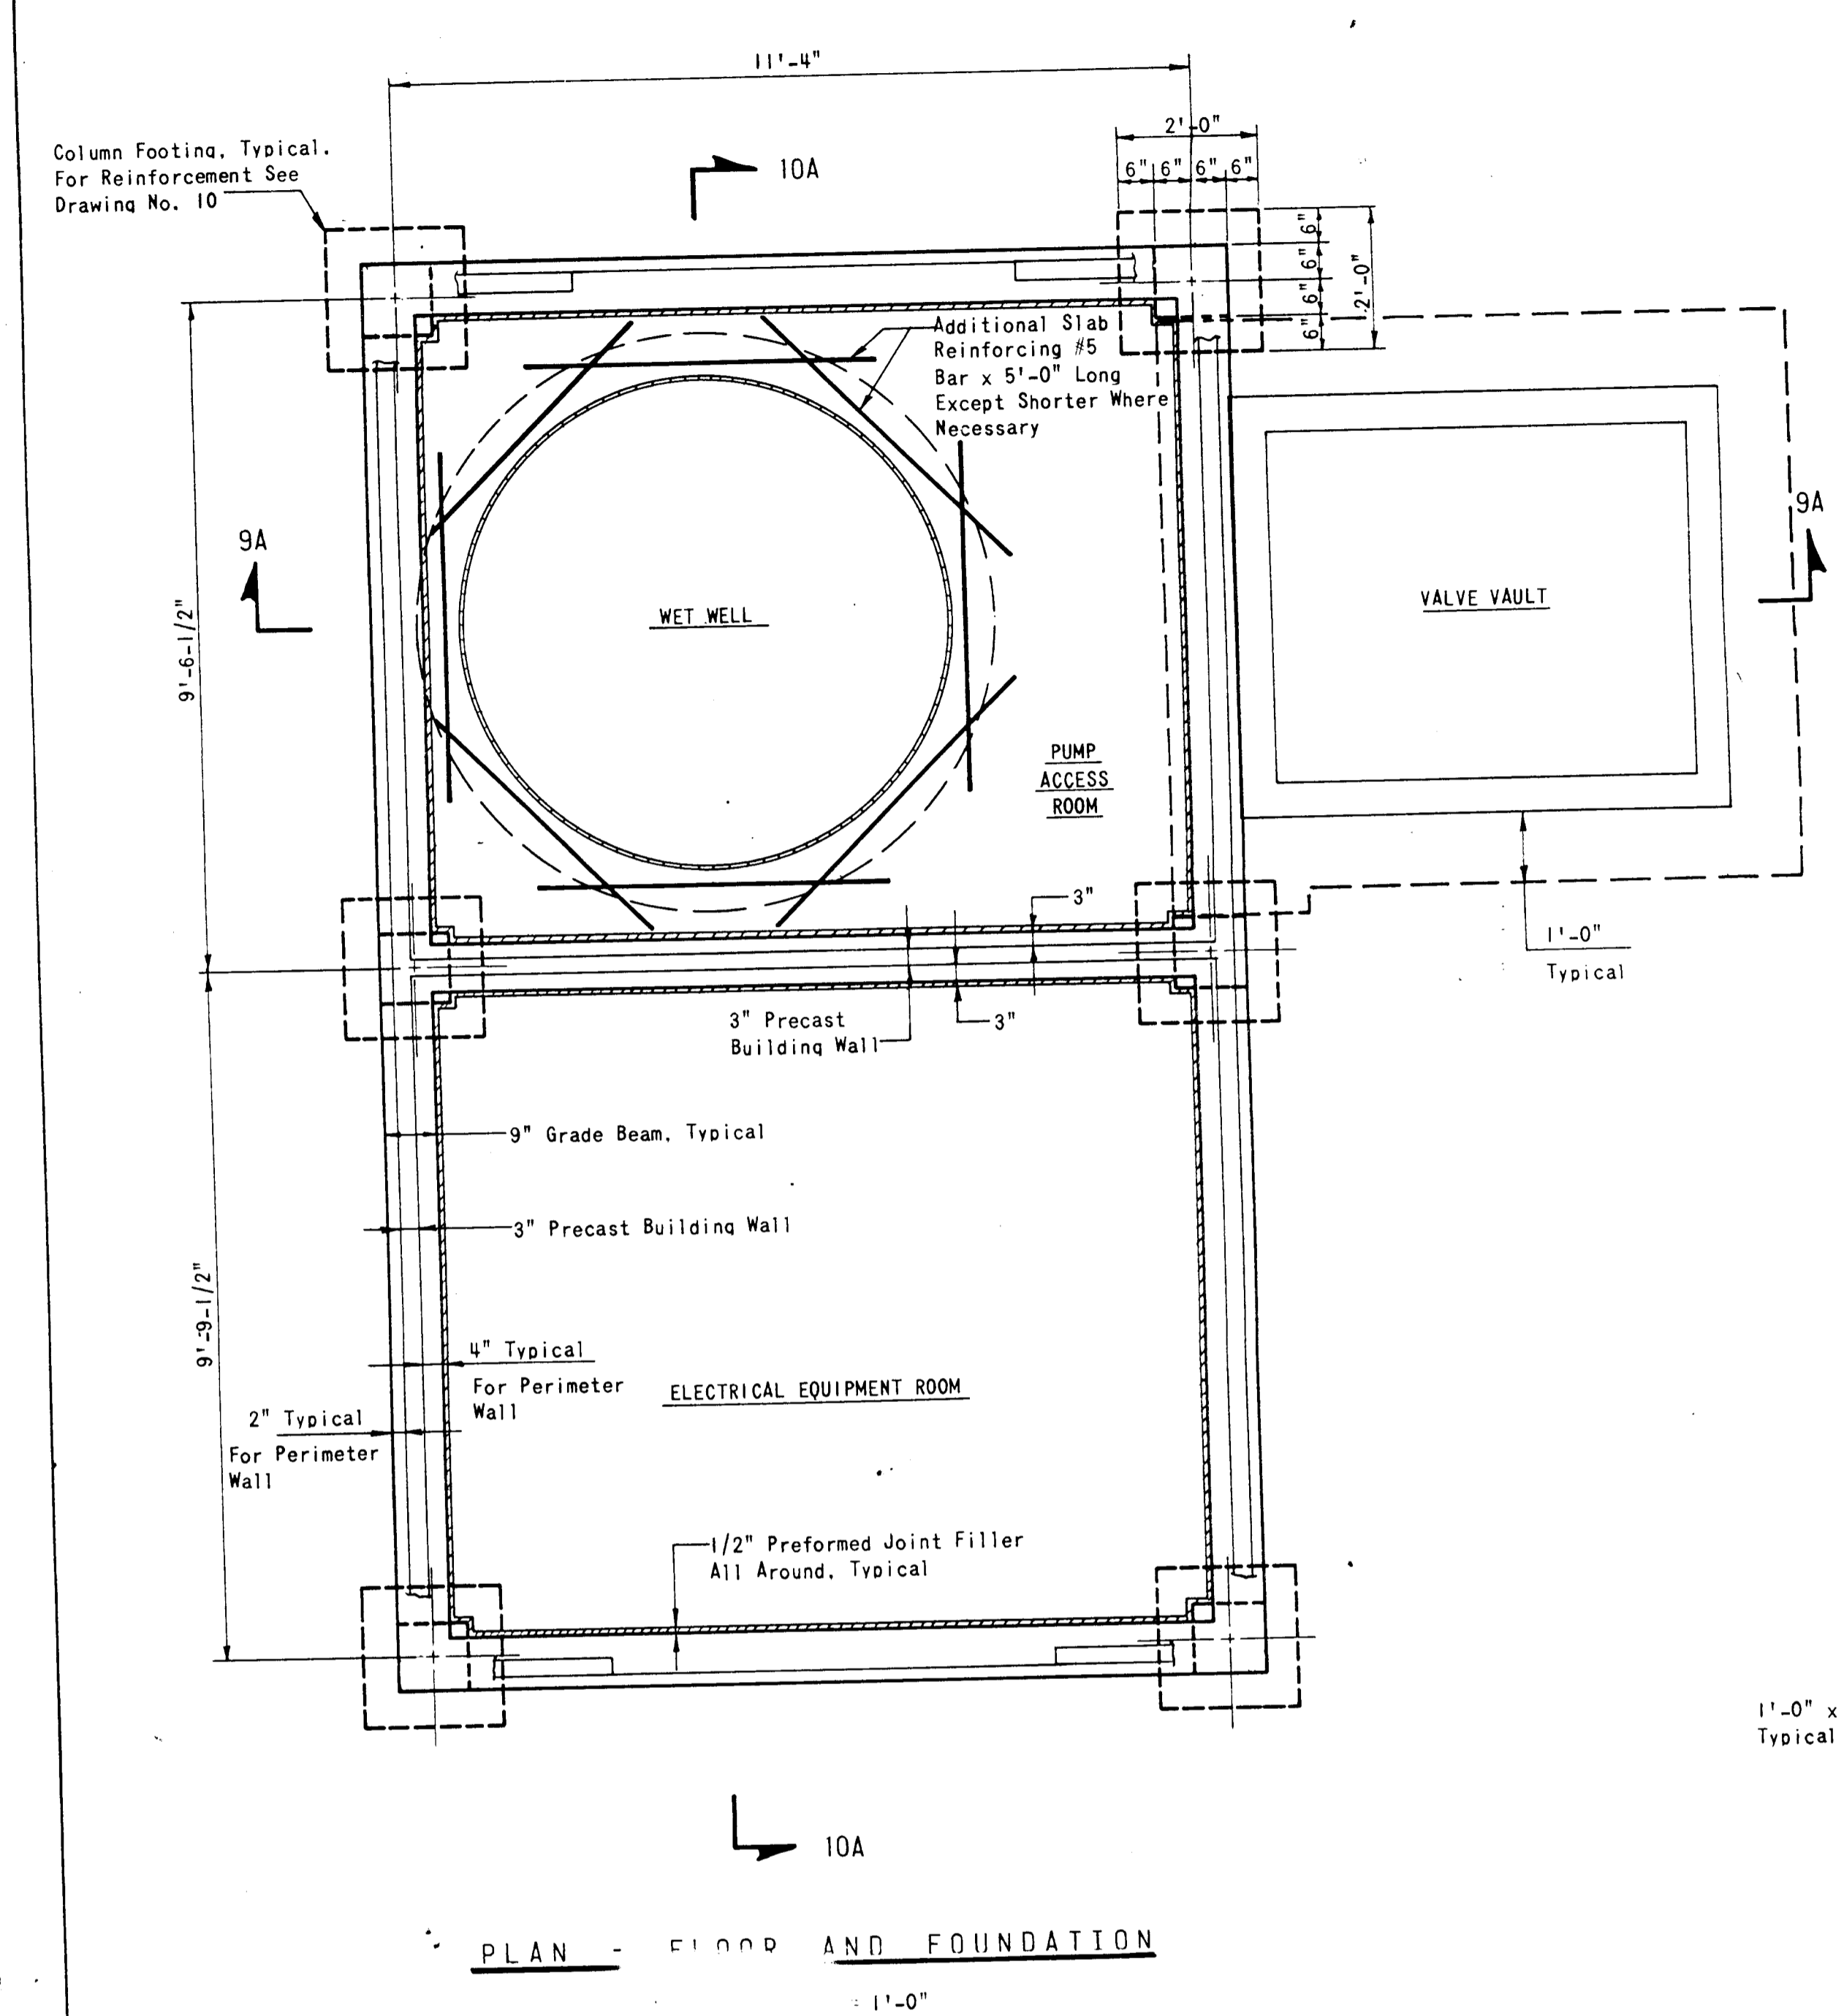 11'-4"
Column Footing, Typical.
For Reinforcement See
Drawing No. 10
10A
2'-0"
6" 6" 6" 6"
6"
6"
6"
6"
2'-0"
Additional Slab
Reinforcing #5
Bar x 5'-0" Long
Except Shorter Where
Necessary
9A
9A
9'-6-1/2"
WET WELL
VALVE VAULT
PUMP
ACCESS
ROOM
3"
1'-0"
Typical
3" Precast
Building Wall
3"
9" Grade Beam, Typical
3" Precast Building Wall
9'-9-1/2"
4" Typical
For Perimeter
Wall
ELECTRICAL EQUIPMENT ROOM
2" Typical
For Perimeter
Wall
1/2" Preformed Joint Filler
All Around, Typical
1'-0" x
Typical
10A
PLAN - FLOOR AND FOUNDATION
= 1'-0"